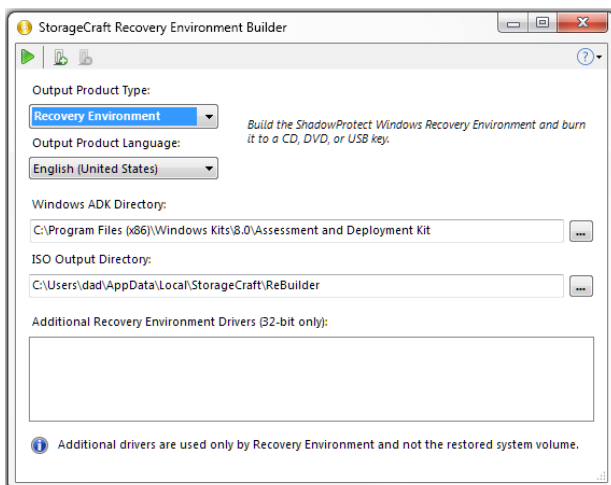 StorageCraft Recovery Environment Builder
Output Product Type:
Recovery Environment
Build the ShadowProtect Windows Recovery Environment and burn
it to a CD, DVD, or USB key.
Output Product Language:
English (United States)
Windows ADK Directory:
C:\Program Files (x86)\Windows Kits\8.0\Assessment and Deployment Kit
...
ISO Output Directory:
C:\Users\dad\AppData\Local\StorageCraft\ReBuilder
...
Additional Recovery Environment Drivers (32-bit only):
Additional drivers are used only by Recovery Environment and not the restored system volume.